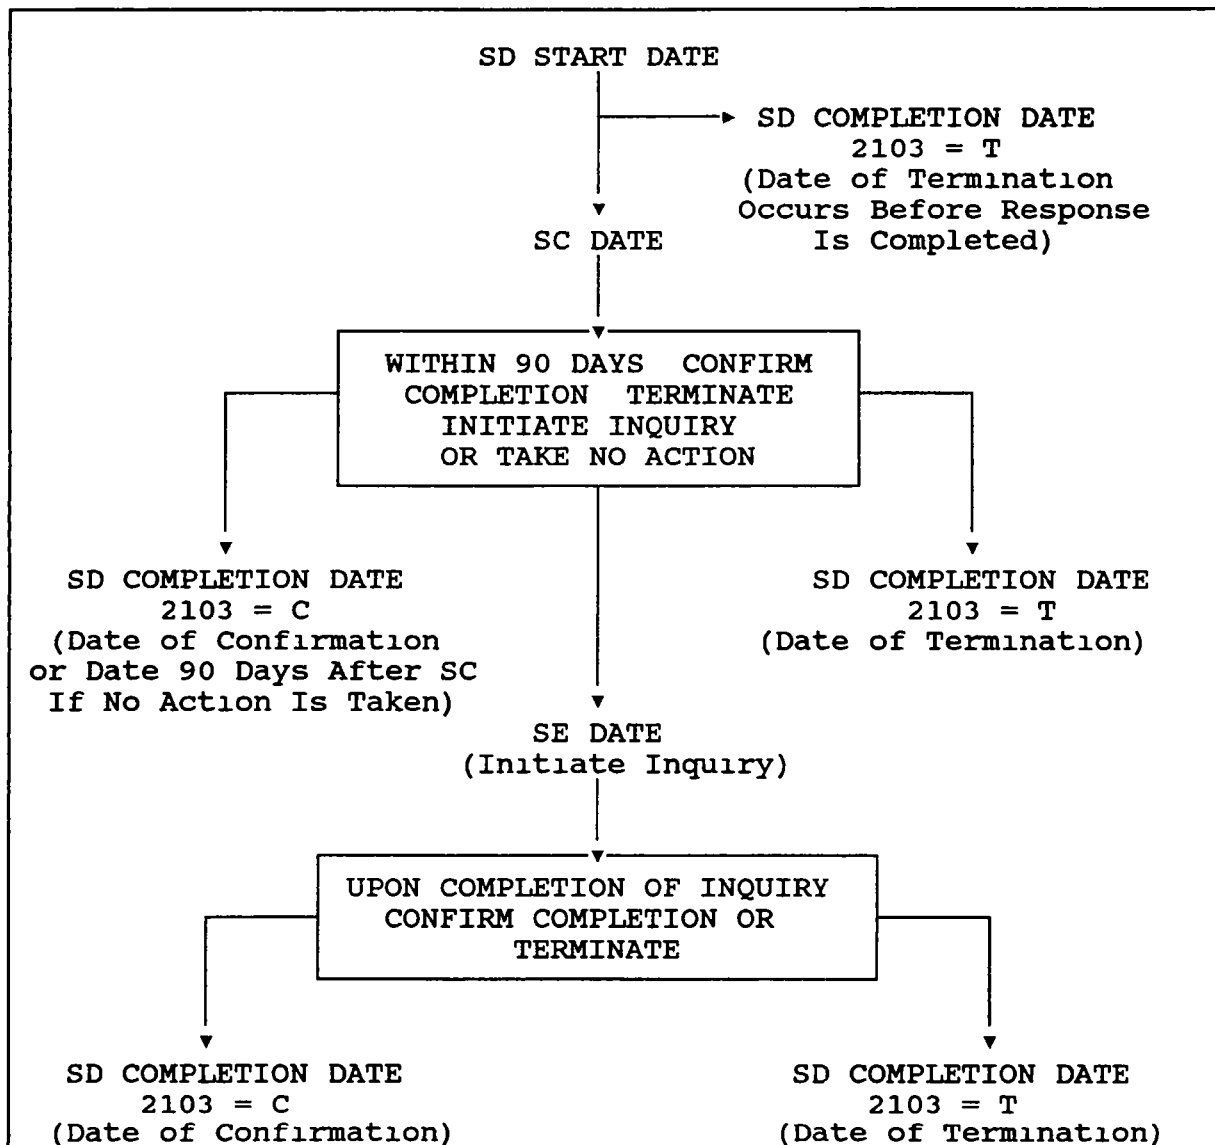 SD START DATE
SD COMPLETION DATE
2103 = T
(Date of Termination
Occurs Before Response
Is Completed)
SC DATE
WITHIN 90 DAYS CONFIRM
COMPLETION TERMINATE
INITIATE INQUIRY
OR TAKE NO ACTION
SD COMPLETION DATE
2103 = C
(Date of Confirmation
or Date 90 Days After SC
If No Action Is Taken)
SD COMPLETION DATE
2103 = T
(Date of Termination)
SE DATE
(Initiate Inquiry)
UPON COMPLETION OF INQUIRY
CONFIRM COMPLETION OR
TERMINATE
SD COMPLETION DATE
2103 = C
(Date of Confirmation)
SD COMPLETION DATE
2103 = T
(Date of Termination)